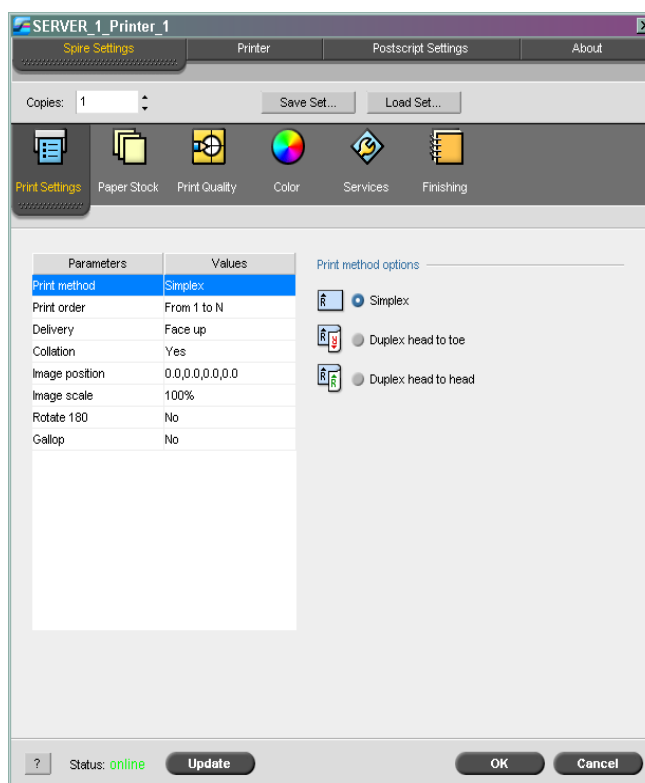 SERVER_1_Printer_1
Spire Settings Printer Postscript Settings About
Copies: 1 Save Set... Load Set...
Print Settings Paper Stock Print Quality Color Services Finishing
Parameters Values Print method options
Print method Simplex
R Simplex
Print order From 1 to N
Delivery Face up
R R Duplex head to toe
Collation Yes
Image position 0.0,0.0,0.0,0.0
R R Duplex head to head
Image scale 100%
Rotate 180 No
Gallop No
? Status: online Update OK Cancel